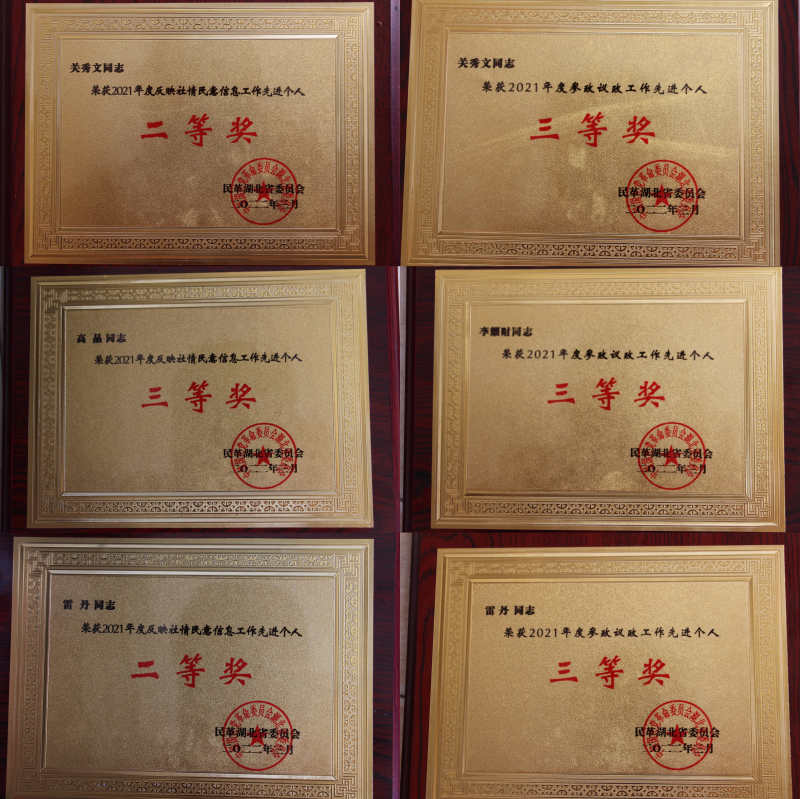 关秀文同志
荣获2021年度反映社情民意信息工作先进个人
二等奖
民革湖北省委员会
二〇二二年二月
关秀文同志
荣获2021年度参政议政工作先进个人
三等奖
民革湖北省委员会
二〇二二年二月
高 品 同志
荣获2021年度反映社情民意信息工作先进个人
三等奖
民革湖北省委员会
二〇二二年二月
李耀财同志
荣获2021年度参政议政工作先进个人
三等奖
民革湖北省委员会
二〇二二年二月
雷 丹 同志
荣获2021年度反映社情民意信息工作先进个人
二等奖
民革湖北省委员会
二〇二二年二月
雷 丹 同志
荣获2021年度参政议政工作先进个人
三等奖
民革湖北省委员会
二〇二二年二月